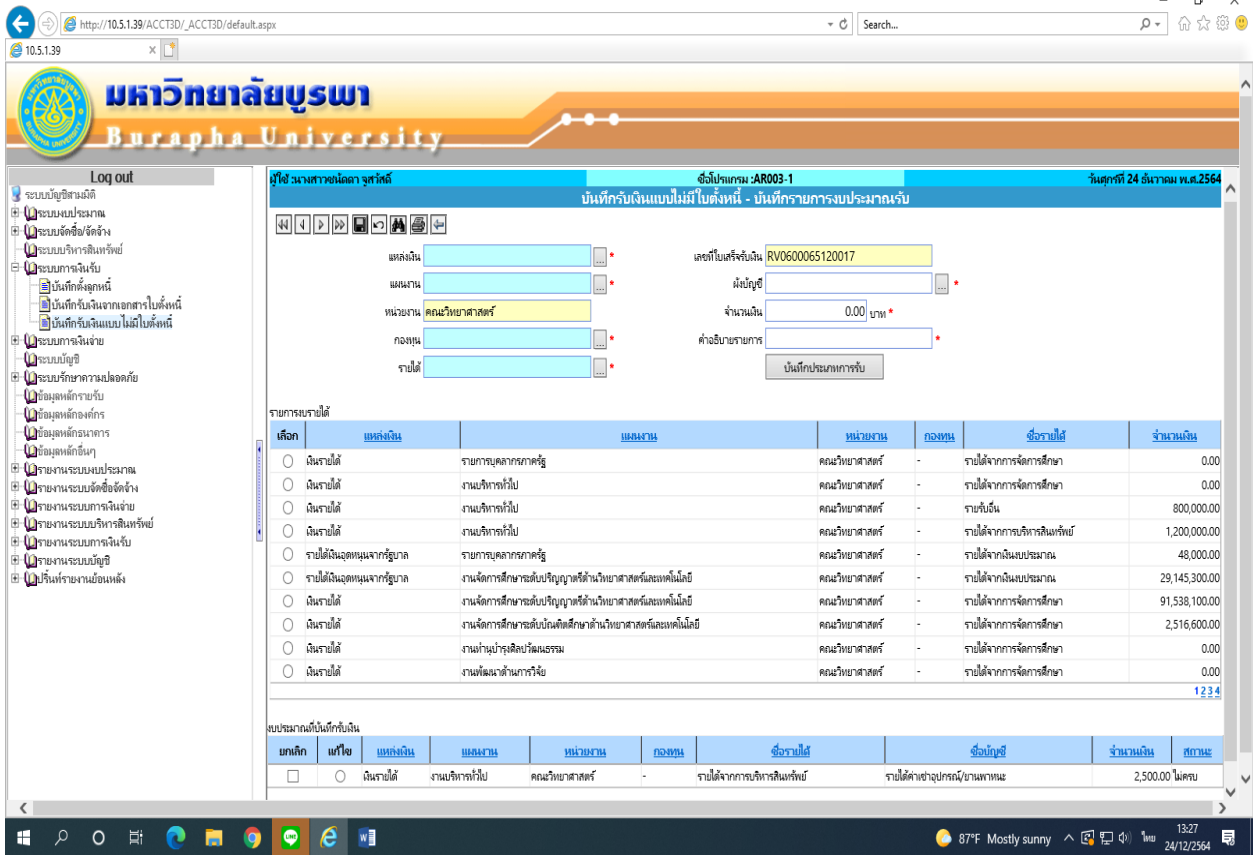 http://10.5.1.39/ACCT3D/_ACCT3D/default.aspx
Search...
10.5.1.39
มหาวิทยาลัยบูรพา
Burapha University
Log out
ระบบบัญชีสามมิติ
ระบบงบประมาณ
ระบบจัดซื้อ/จัดจ้าง
ระบบบริหารสินทรัพย์
ระบบการเงินรับ
บันทึกตั้งลูกหนี้
บันทึกรับเงินจากเอกสารใบตั้งหนี้
บันทึกรับเงินแบบไม่มีใบตั้งหนี้
ระบบการเงินจ่าย
ระบบบัญชี
ระบบรักษาความปลอดภัย
ข้อมูลหลักรายรับ
ข้อมูลหลักองค์กร
ข้อมูลหลักธนาคาร
ข้อมูลหลักอื่นๆ
รายงานระบบงบประมาณ
รายงานระบบจัดซื้อจัดจ้าง
รายงานระบบการเงินจ่าย
รายงานระบบบริหารสินทรัพย์
รายงานระบบการเงินรับ
รายงานระบบบัญชี
ปริ้นท์รายงานย้อนหลัง
ผู้ใช้ :นางสาวชนัดดา จูสวัสดิ์ ชื่อโปรแกรม :AR003-1 วันศุกร์ที่ 24 ธันวาคม พ.ศ.2564
บันทึกรับเงินแบบไม่มีใบตั้งหนี้ - บันทึกรายการงบประมาณรับ
แหล่งเงิน ... * เลขที่ใบเสร็จรับเงิน RV0600065120017
แผนงาน ... * ผังบัญชี ... *
หน่วยงาน คณะวิทยาศาสตร์ จำนวนเงิน 0.00 บาท *
กองทุน ... * คำอธิบายรายการ *
รายได้ ... * บันทึกประเภทการรับ
รายการงบรายได้
เลือก แหล่งเงิน แผนงาน หน่วยงาน กองทุน ชื่อรายได้ จำนวนเงิน
เงินรายได้ รายการบุคลากรภาครัฐ คณะวิทยาศาสตร์ - รายได้จากการจัดการศึกษา 0.00
เงินรายได้ งานบริหารทั่วไป คณะวิทยาศาสตร์ - รายได้จากการจัดการศึกษา 0.00
เงินรายได้ งานบริหารทั่วไป คณะวิทยาศาสตร์ - รายรับอื่น 800,000.00
เงินรายได้ งานบริหารทั่วไป คณะวิทยาศาสตร์ - รายได้จากการบริหารสินทรัพย์ 1,200,000.00
รายได้เงินอุดหนุนจากรัฐบาล รายการบุคลากรภาครัฐ คณะวิทยาศาสตร์ - รายได้จากเงินงบประมาณ 48,000.00
รายได้เงินอุดหนุนจากรัฐบาล งานจัดการศึกษาระดับปริญญาตรีด้านวิทยาศาสตร์และเทคโนโลยี คณะวิทยาศาสตร์ - รายได้จากเงินงบประมาณ 29,145,300.00
เงินรายได้ งานจัดการศึกษาระดับปริญญาตรีด้านวิทยาศาสตร์และเทคโนโลยี คณะวิทยาศาสตร์ - รายได้จากการจัดการศึกษา 91,538,100.00
เงินรายได้ งานจัดการศึกษาระดับบัณฑิตศึกษาด้านวิทยาศาสตร์และเทคโนโลยี คณะวิทยาศาสตร์ - รายได้จากการจัดการศึกษา 2,516,600.00
เงินรายได้ งานทำนุบำรุงศิลปวัฒนธรรม คณะวิทยาศาสตร์ - รายได้จากการจัดการศึกษา 0.00
เงินรายได้ งานพัฒนาด้านการวิจัย คณะวิทยาศาสตร์ - รายได้จากการจัดการศึกษา 0.00
1 2 3 4
งบประมาณที่บันทึกรับเงิน
ยกเลิก แก้ไข แหล่งเงิน แผนงาน หน่วยงาน กองทุน ชื่อรายได้ ชื่อบัญชี จำนวนเงิน สถานะ
เงินรายได้ งานบริหารทั่วไป คณะวิทยาศาสตร์ - รายได้จากการบริหารสินทรัพย์ รายได้ค่าเช่าอุปกรณ์/ยานพาหนะ 2,500.00 ไม่ครบ
LINE
87°F Mostly sunny ไทย 13:27
24/12/2564